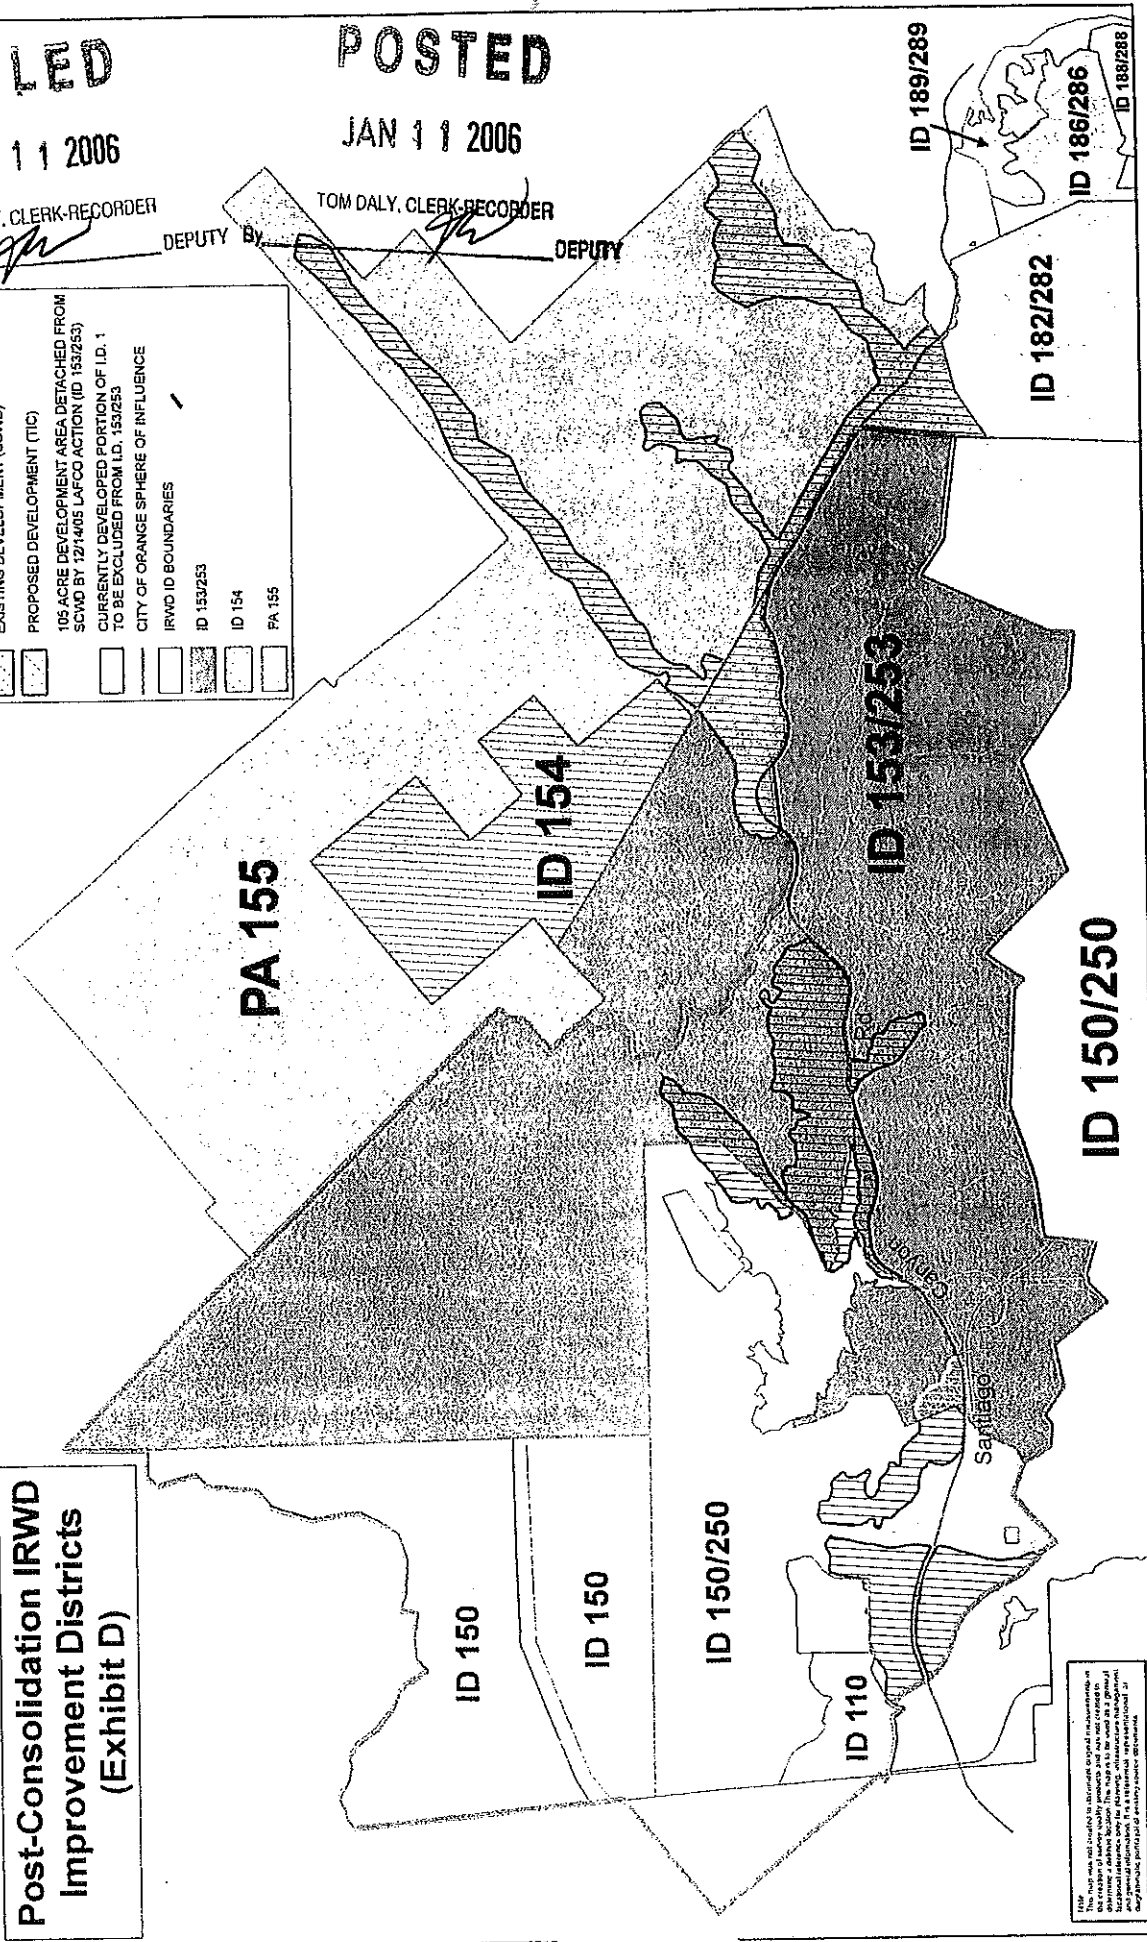 Post-Consolidation IRWD
Improvement Districts
(Exhibit D)
LED
1 1 2006
CLERK-RECORDER
DEPUTY
POSTED
JAN 1 1 2006
TOM DALY, CLERK-RECORDER
By
DEPUTY
EXISTING DEVELOPMENT
PROPOSED DEVELOPMENT (TIC)
105 ACRE DEVELOPMENT AREA DETACHED FROM
SCWD BY 12/14/05 LAFCO ACTION (ID 153/253)
CURRENTLY DEVELOPED PORTION OF I.D. 1
TO BE EXCLUDED FROM I.D. 153/253
CITY OF ORANGE SPHERE OF INFLUENCE
IRWD ID BOUNDARIES
ID 153/253
ID 154
PA 155
PA 155
ID 154
ID 153/253
ID 150/250
ID 150
ID 150
ID 150/250
ID 110
Santiago
Canyon
Rd
ID 182/282
ID 189/289
ID 186/286
ID 188/288
Note